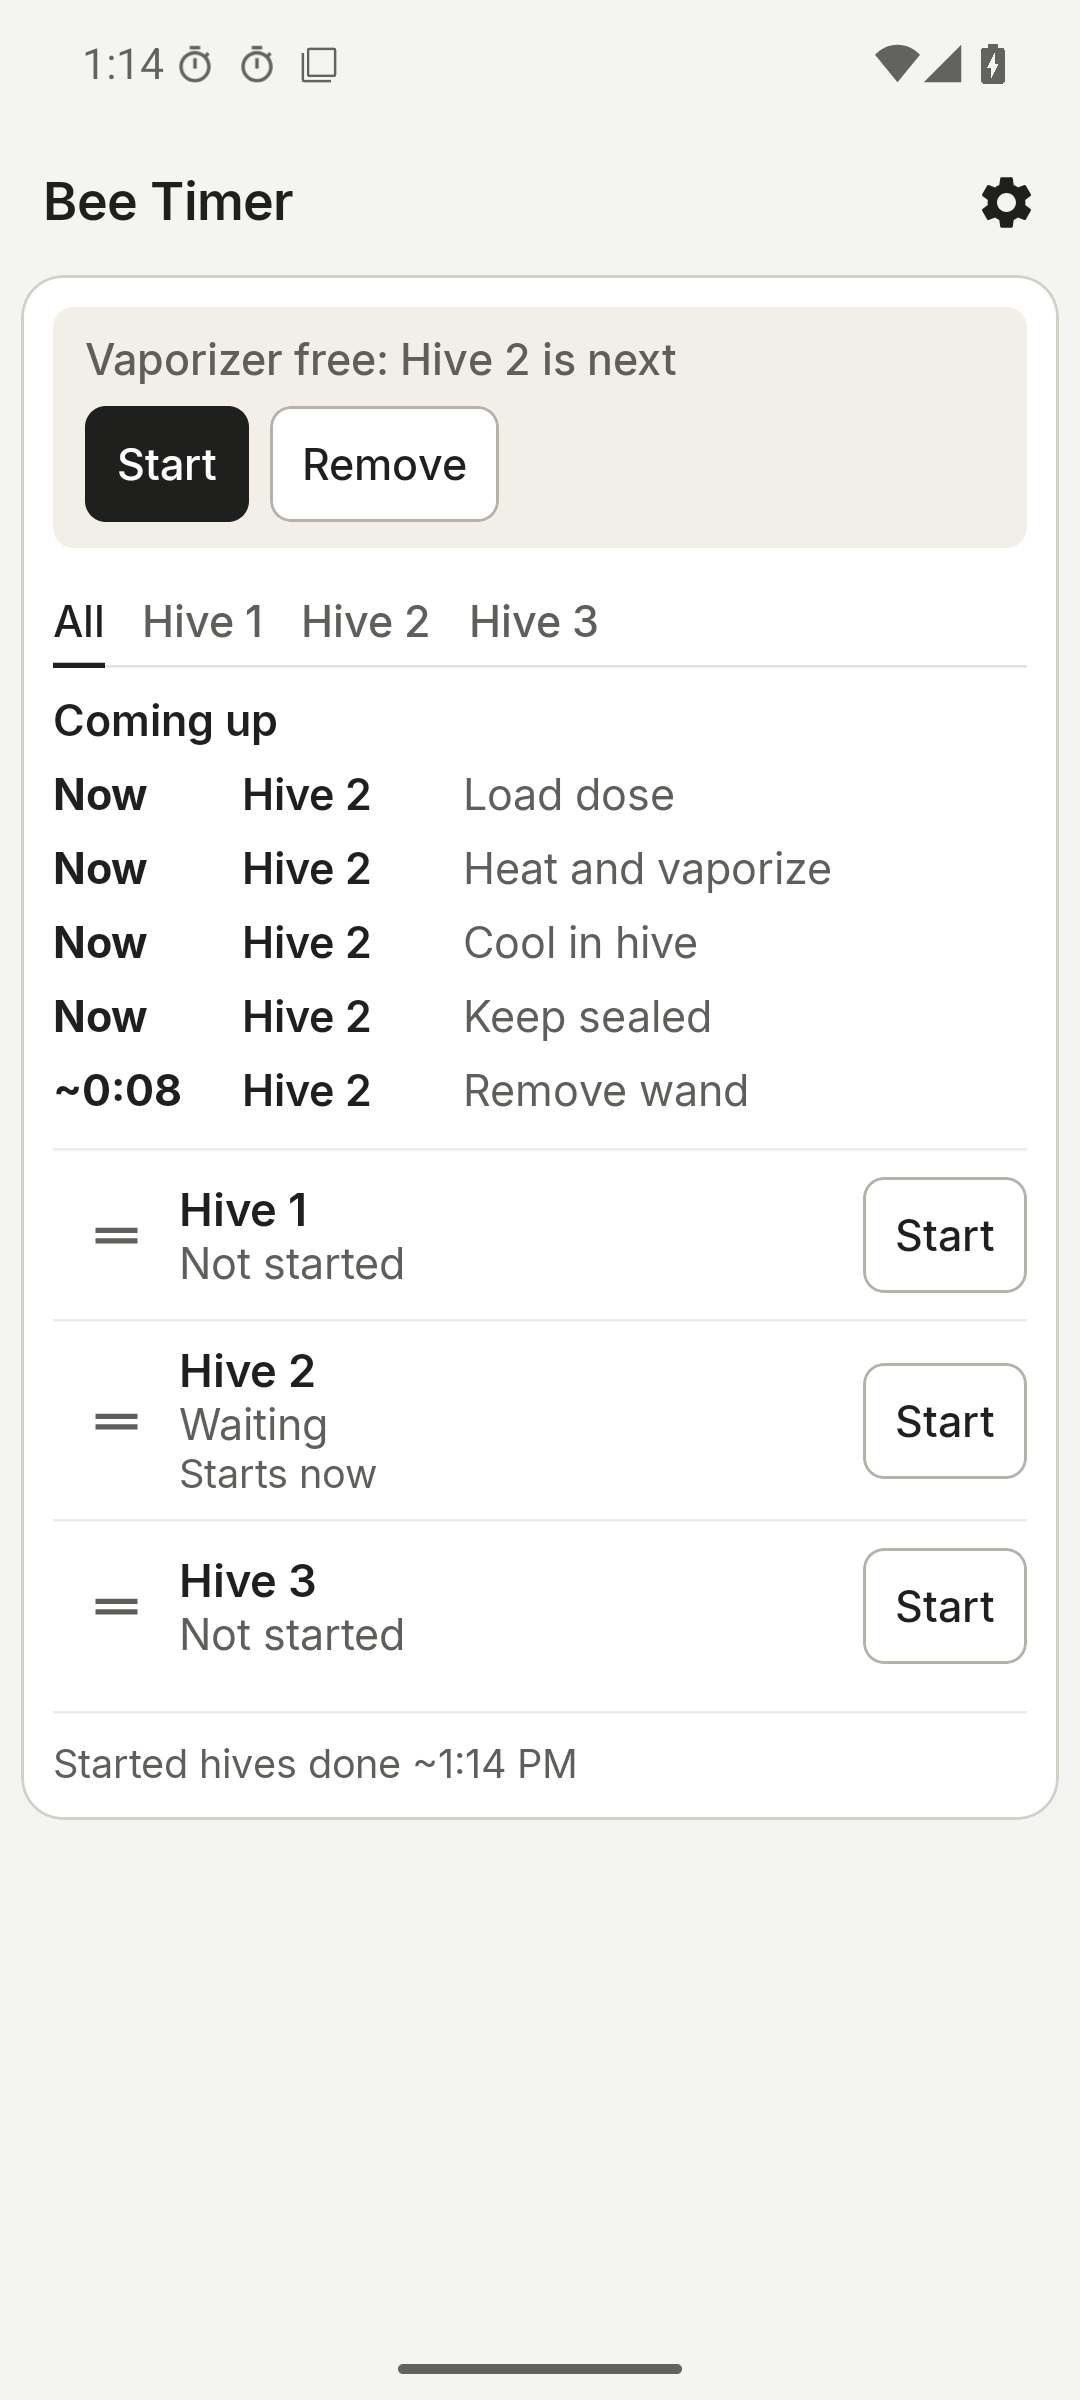 1:14
Bee Timer
Vaporizer free: Hive 2 is next
Start Remove
All Hive 1 Hive 2 Hive 3
Coming up
Now Hive 2 Load dose
Now Hive 2 Heat and vaporize
Now Hive 2 Cool in hive
Now Hive 2 Keep sealed
~0:08 Hive 2 Remove wand
Hive 1
Not started
Start
Hive 2
Waiting
Starts now
Start
Hive 3
Not started
Start
Started hives done ~1:14 PM